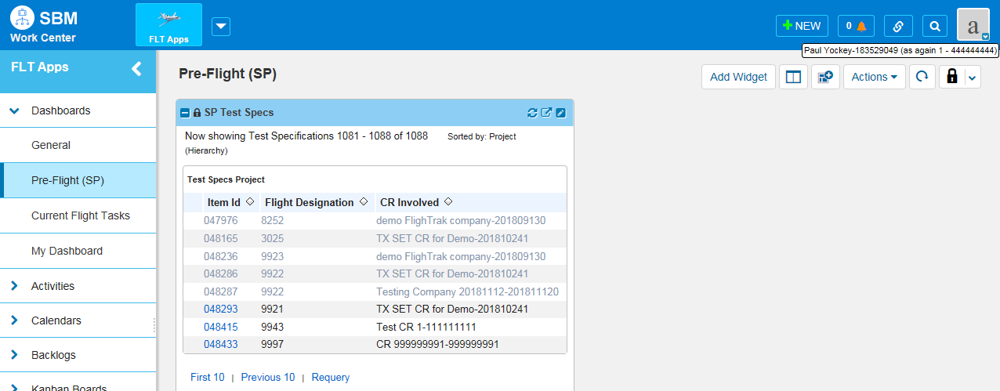 SBM
Work Center
FLT Apps
NEW
0
a
Paul Yockey-183529049 (as again 1 - 444444444)
FLT Apps
Dashboards
General
Pre-Flight (SP)
Current Flight Tasks
My Dashboard
Activities
Calendars
Backlogs
Kanban Boards
Pre-Flight (SP)
Add Widget
Actions
SP Test Specs
Now showing Test Specifications 1081 - 1088 of 1088 Sorted by: Project
(Hierarchy)
Test Specs Project
Item Id Flight Designation CR Involved
047976 8252 demo FlighTrak company-201809130
048165 3025 TX SET CR for Demo-201810241
048236 9923 demo FlighTrak company-201809130
048286 9922 TX SET CR for Demo-201810241
048287 9922 Testing Company 20181112-201811120
048293 9921 TX SET CR for Demo-201810241
048415 9943 Test CR 1-111111111
048433 9997 CR 999999991-999999991
First 10 | Previous 10 | Requery